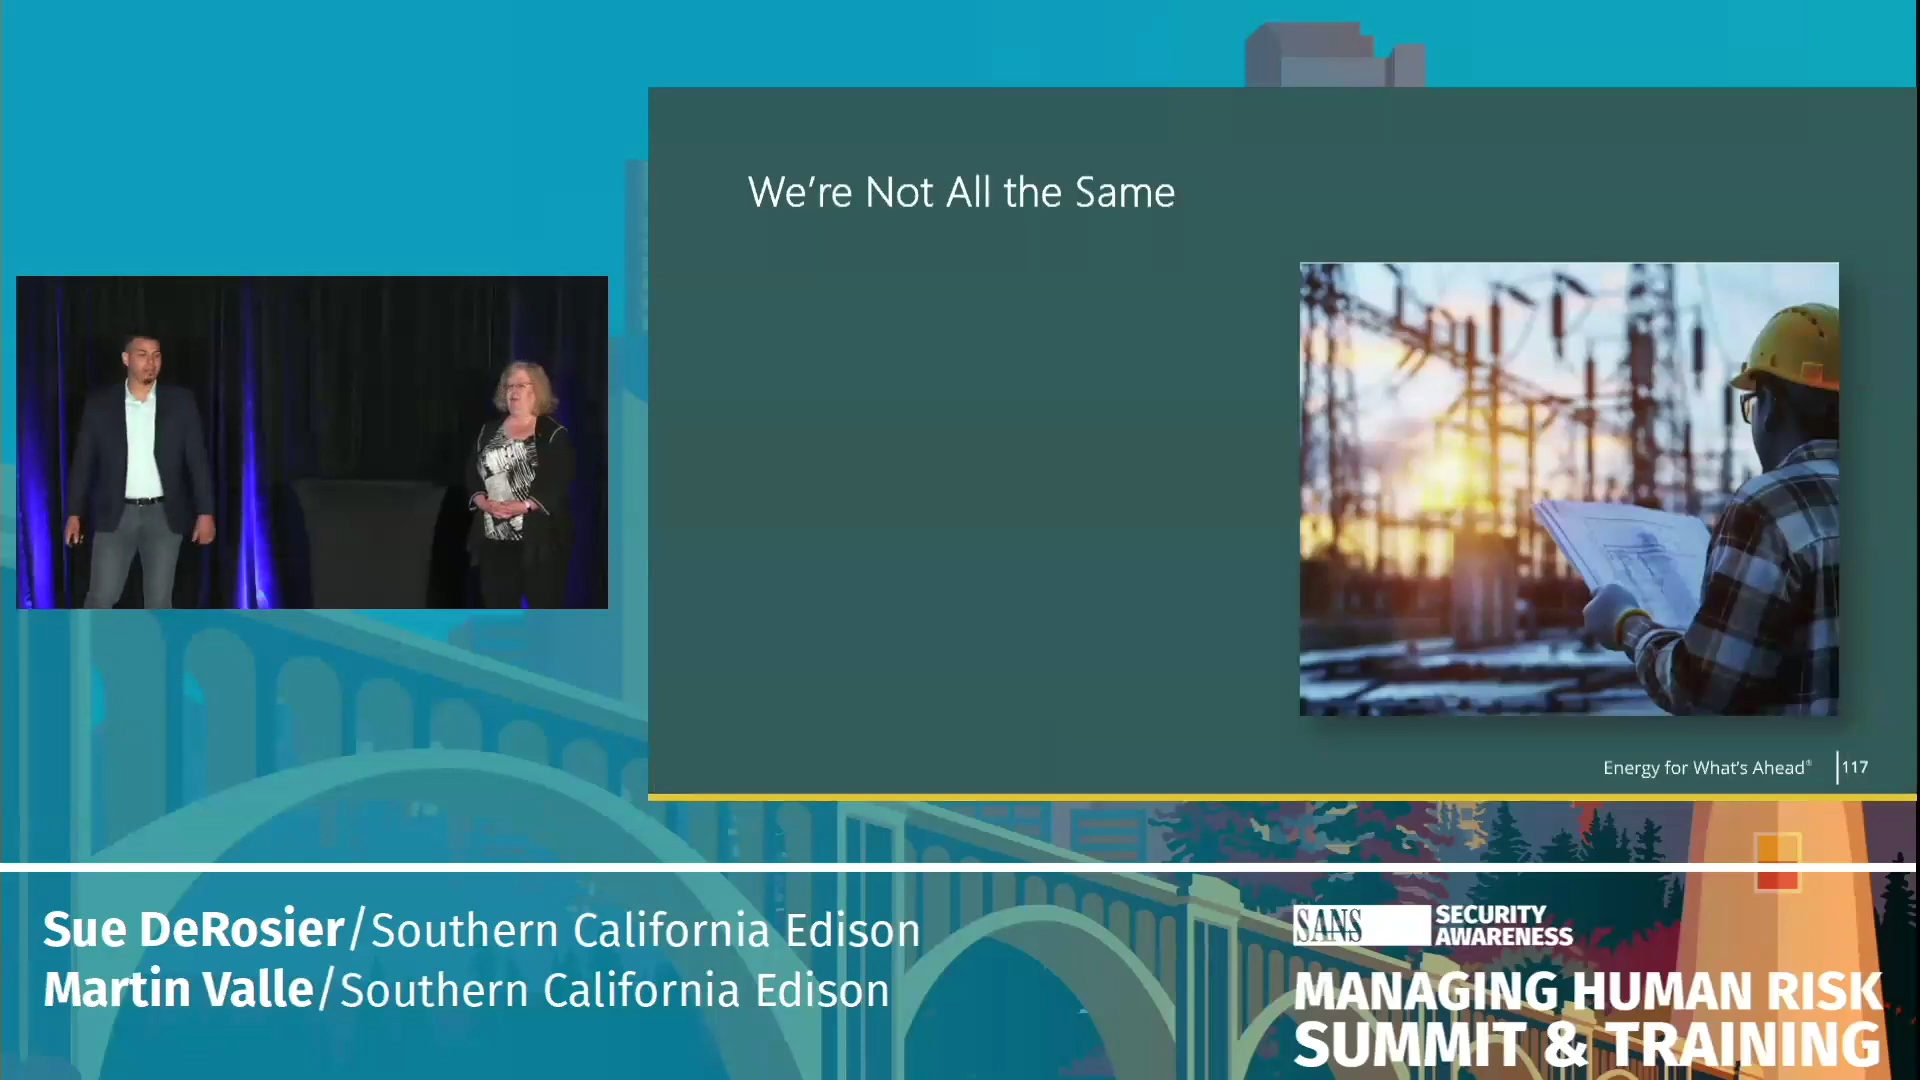 We're Not All the Same
Energy for What's Ahead®
117
Sue DeRosier/Southern California Edison
Martin Valle/Southern California Edison
SANS
SECURITY
AWARENESS
MANAGING HUMAN RISK
SUMMIT & TRAINING